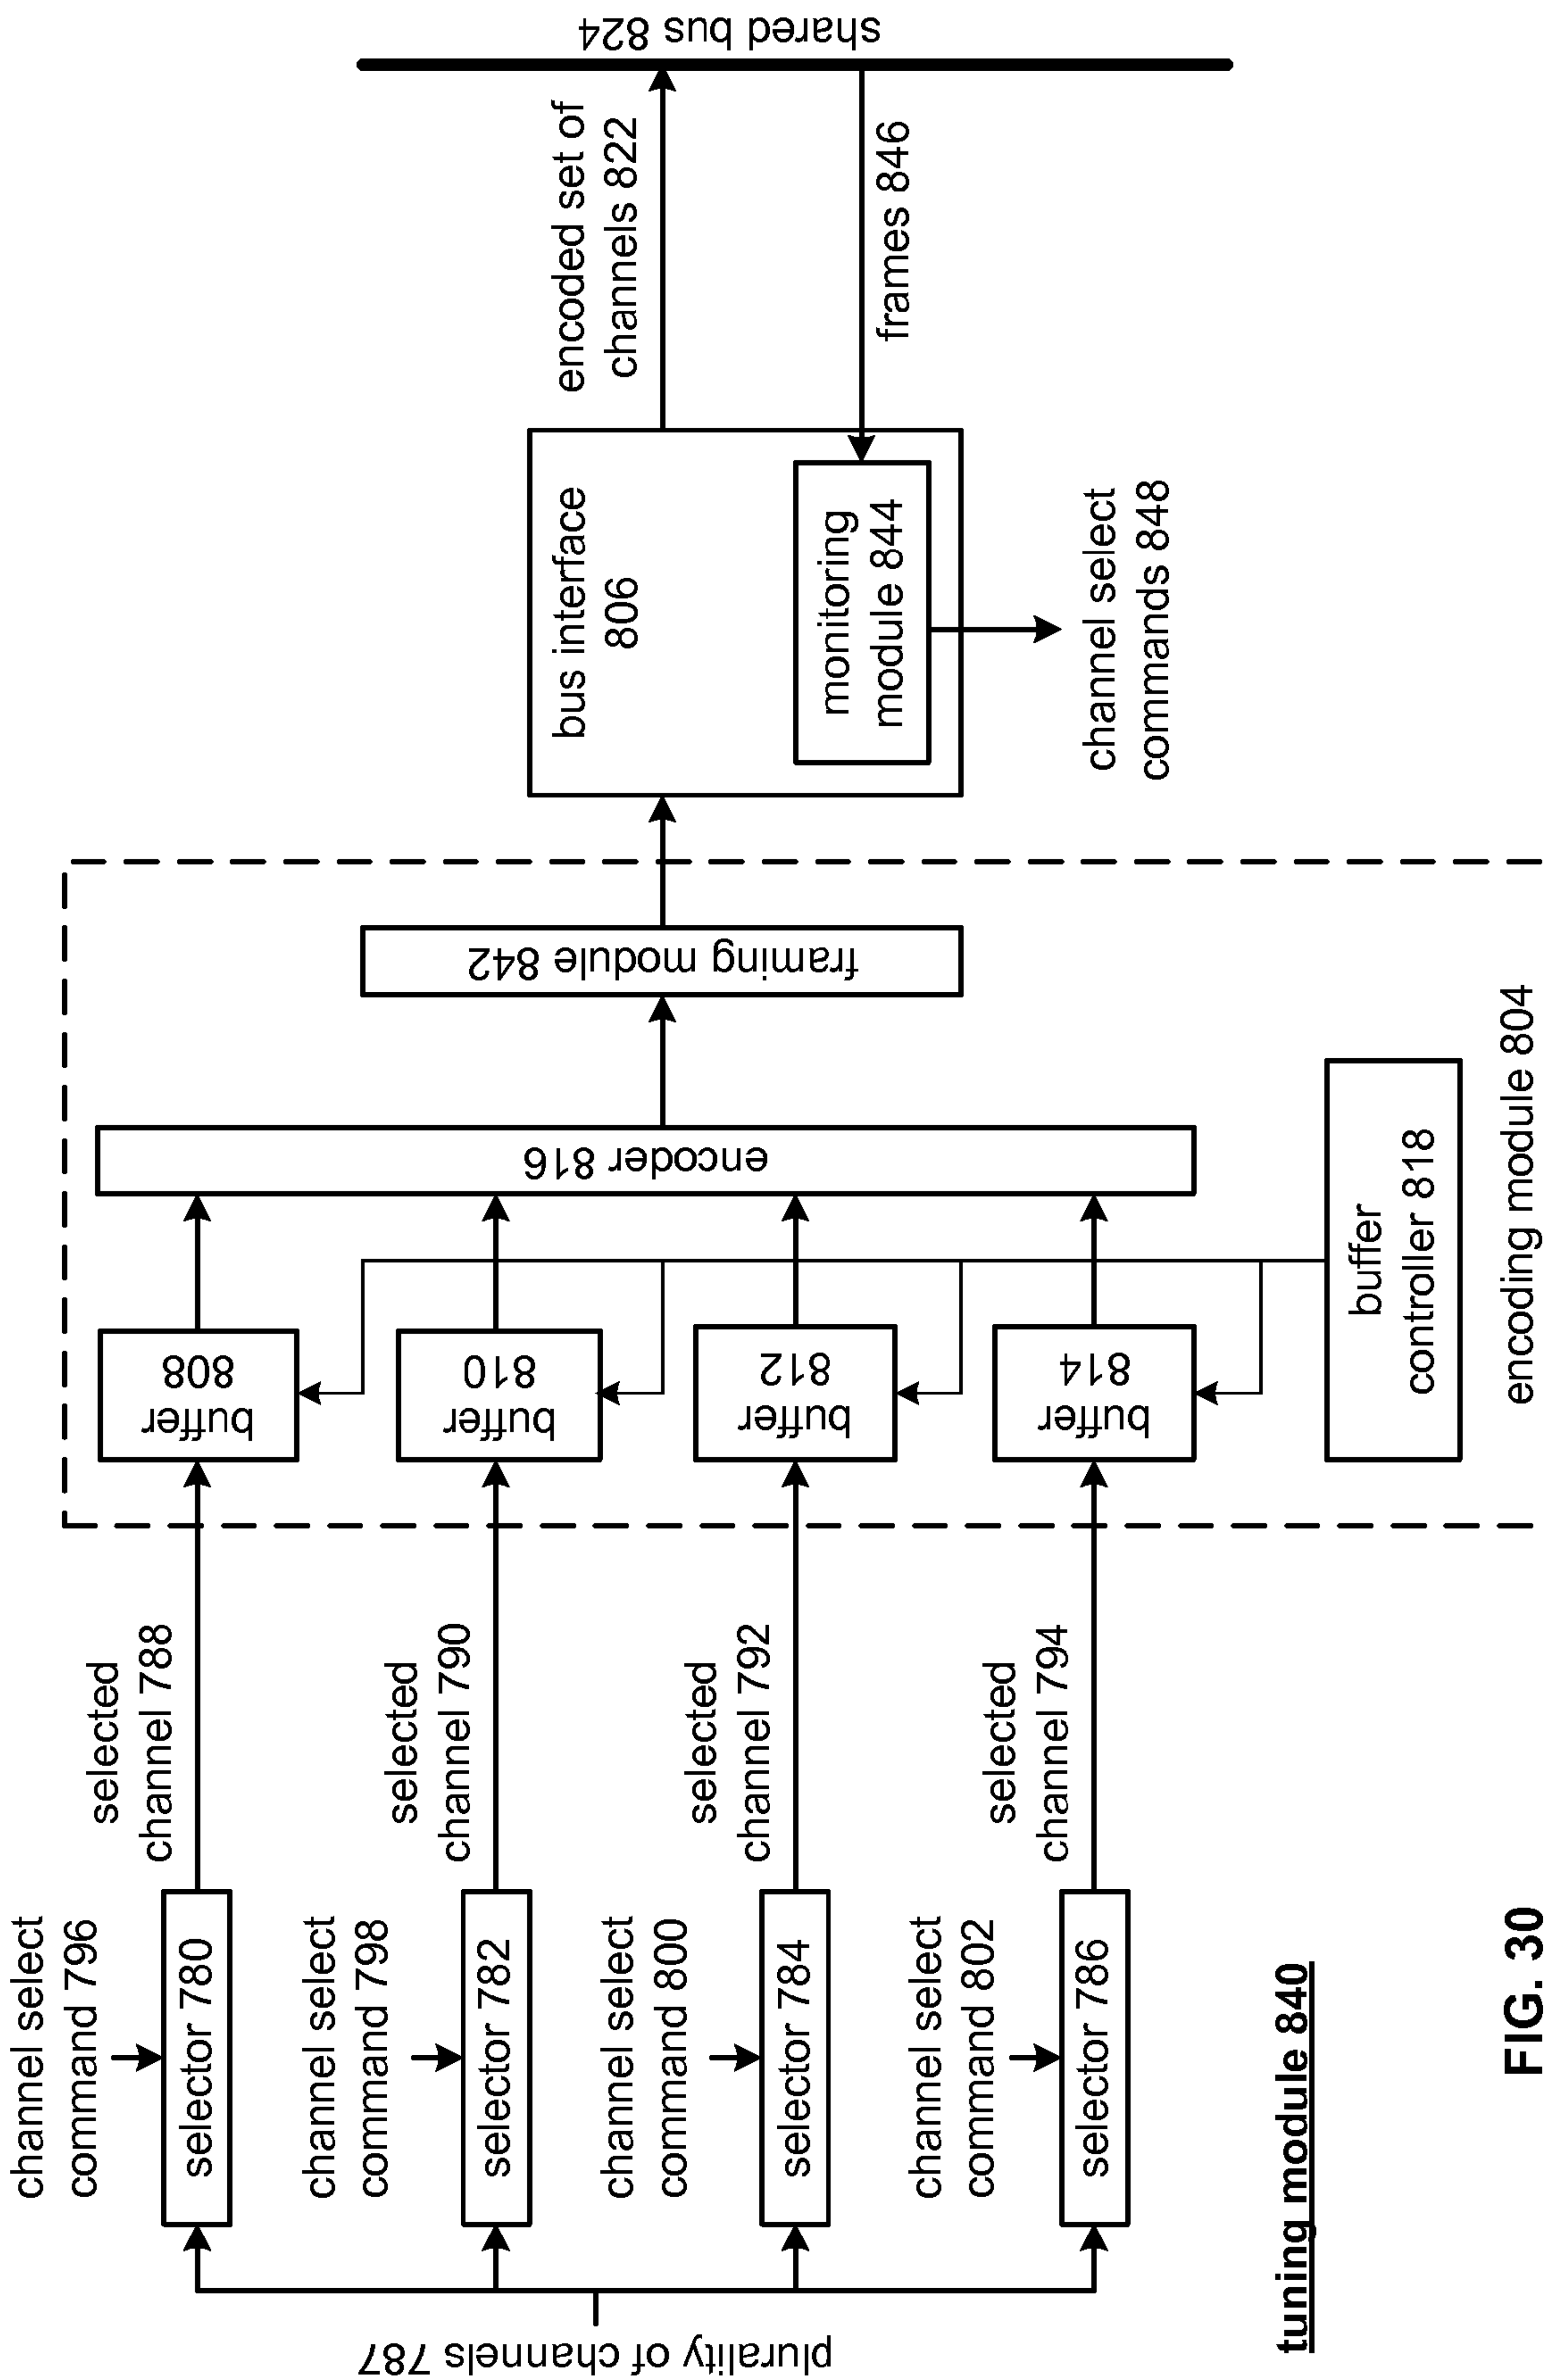 channel select
command 796
selector 780
selected
channel 788
buffer
808
channel select
command 798
selector 782
selected
channel 790
buffer
810
channel select
command 800
selector 784
selected
channel 792
buffer
812
channel select
command 802
selector 786
selected
channel 794
buffer
814
plurality of channels 787
encoder 816
framing module 842
buffer
controller 818
encoding module 804
bus interface
806
monitoring
module 844
channel select
commands 848
encoded set of
channels 822
frames 846
shared bus 824
tuning module 840
FIG. 30